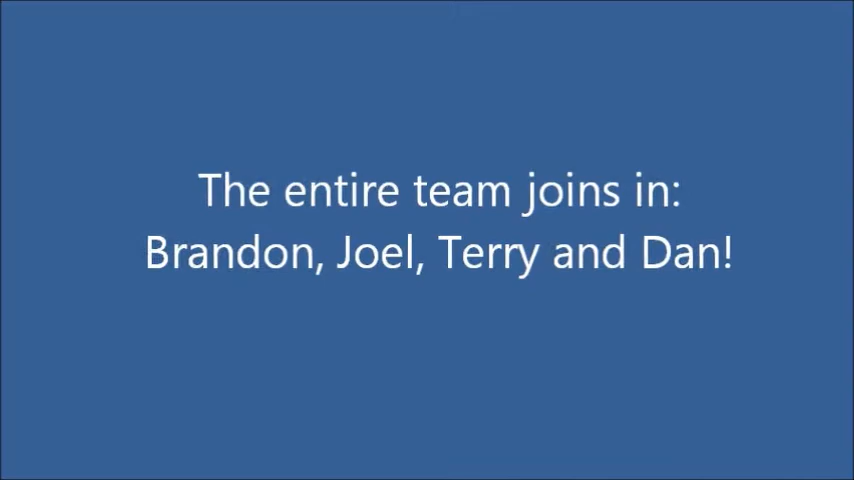 The entire team joins in:
Brandon, Joel, Terry and Dan!